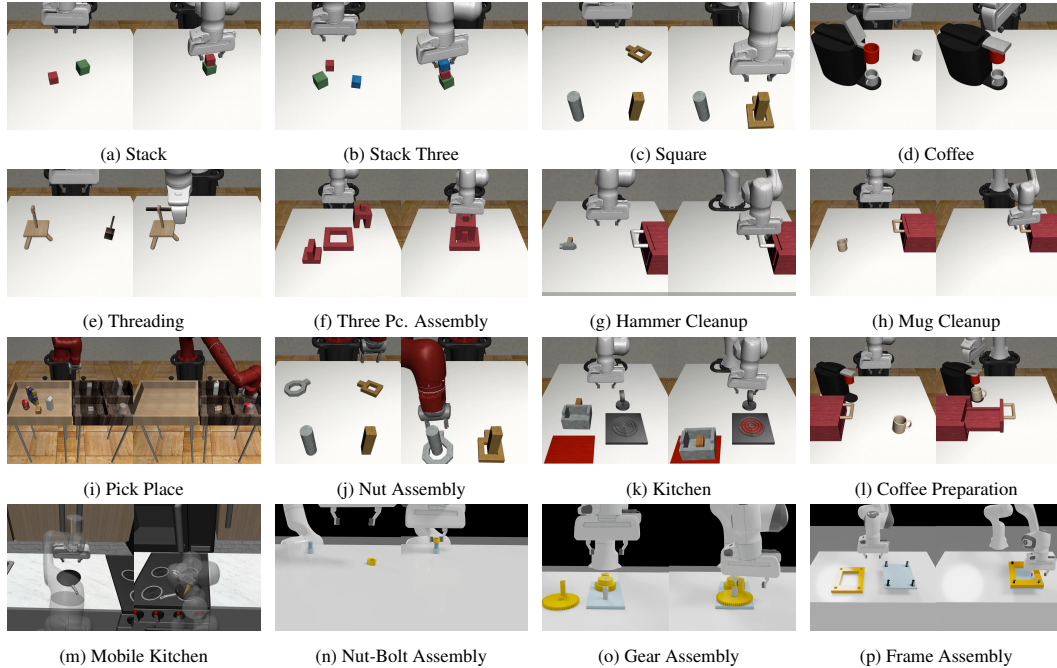 (a) Stack
(b) Stack Three
(c) Square
(d) Coffee
(e) Threading
(f) Three Pc. Assembly
(g) Hammer Cleanup
(h) Mug Cleanup
(i) Pick Place
(j) Nut Assembly
(k) Kitchen
(l) Coffee Preparation
(m) Mobile Kitchen
(n) Nut-Bolt Assembly
(o) Gear Assembly
(p) Frame Assembly